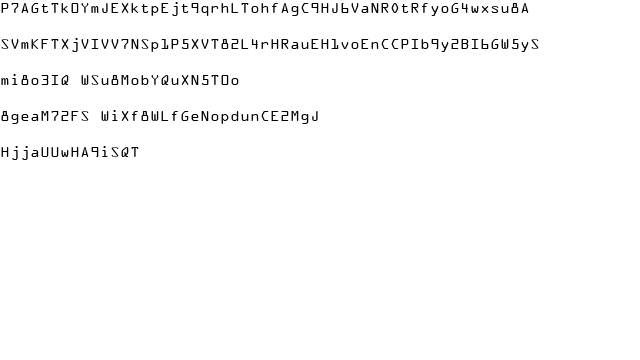 P7AGtTkOYmJEXktpEjt9qrhLTohfAgC9HJ6VaNR0tRfyoG4wxsu8A
SVmKFTXjVIVV7NSp1P5XVT82L4rHRauEH1voEnCCPIb9y2BI6GW5yS
mi8o3IQ WSu8MobYQuXN5TOo
8geaM72FS WiXf8WLfGeNopdunCE2MgJ
HjjaUUwHA9iSQT